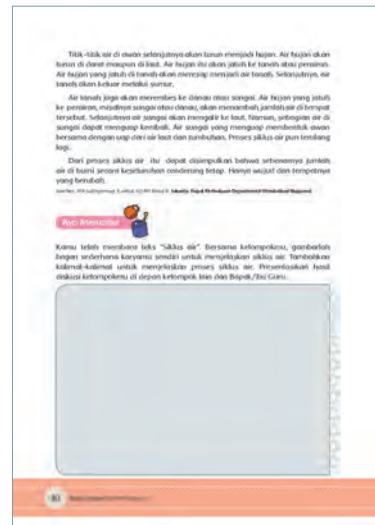 Titik-titik air di awan selanjutnya akan turun menjadi hujan. Air hujan akan
turun di darat maupun di laut. Air hujan itu akan jatuh ke tanah atau perairan.
Air hujan yang jatuh di tanah akan meresap menjadi air tanah. Selanjutnya, air
tanah akan keluar melalui sumur.
Air tanah juga akan merembes ke danau atau sungai. Air hujan yang jatuh
ke perairan, misalnya sungai atau danau, akan menambah jumlah air di tempat
tersebut. Selanjutnya air sungai akan mengalir ke laut. Namun, sebagian air di
sungai dapat menguap kembali. Air sungai yang menguap membentuk awan
bersama dengan uap dari air laut dan tumbuhan. Proses siklus air pun terulang
lagi.
Dari proses siklus air itu dapat disimpulkan bahwa sebenarnya jumlah
air di bumi secara keseluruhan cenderung tetap. Hanya wujud dan tempatnya
yang berubah.
Jakarta: Pusat Perbukuan Departemen Pendidikan Nasional
Ayo Mencoba
Kamu telah membaca teks "Siklus air". Bersama kelompokmu, gambarlah
bagan sederhana karyamu sendiri untuk menjelaskan siklus air. Tambahkan
kalimat-kalimat untuk menjelaskan proses siklus air. Presentasikan hasil
diskusi kelompokmu di depan kelompok lain dan Bapak/Ibu Guru.